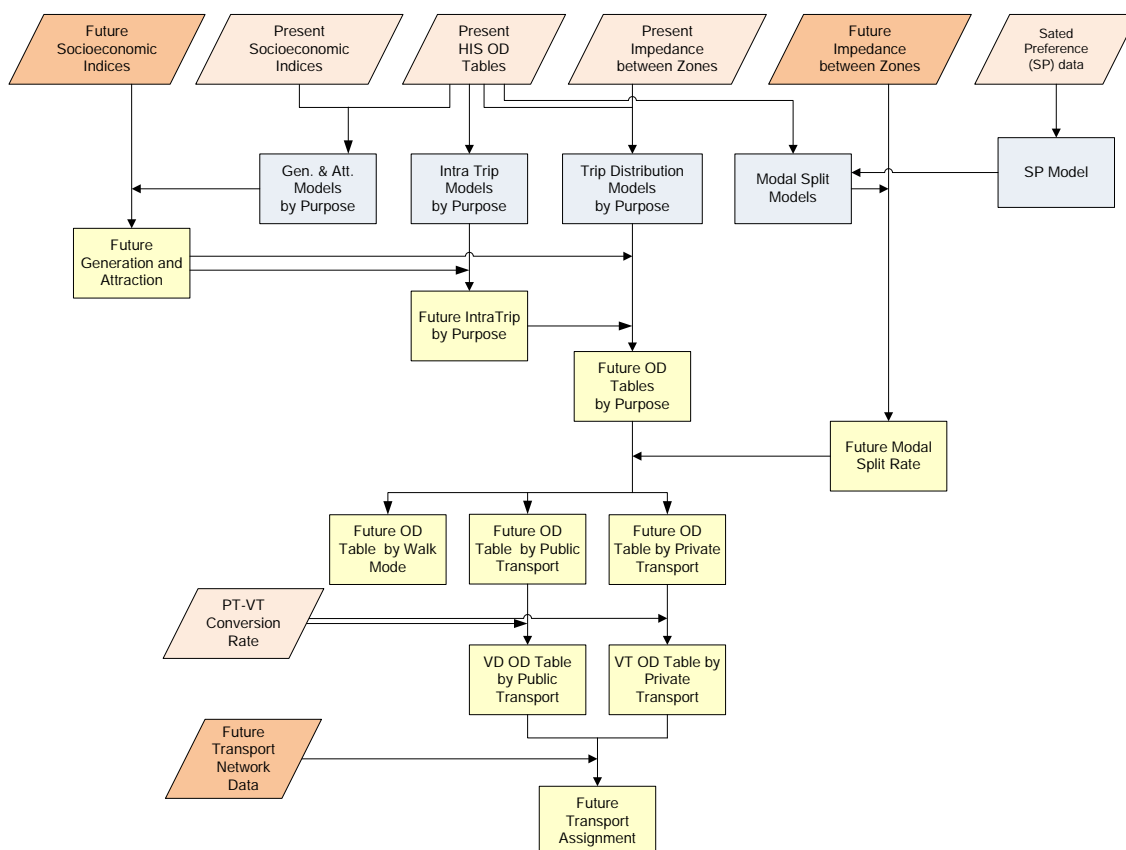 Future
Socioeconomic
Indices
Present
Socioeconomic
Indices
Present
HIS OD
Tables
Present
Impedance
between Zones
Future
Impedance
between Zones
Sated
Preference
(SP) data
Gen. & Att.
Models
by Purpose
Intra Trip
Models
by Purpose
Trip Distribution
Models
by Purpose
Modal Split
Models
SP Model
Future
Generation and
Attraction
Future IntraTrip
by Purpose
Future OD
Tables
by Purpose
Future Modal
Split Rate
Future OD
Table by Walk
Mode
Future OD
Table by Public
Transport
Future OD
Table by Private
Transport
PT-VT
Conversion
Rate
VD OD Table
by Public
Transport
VT OD Table by
Private
Transport
Future
Transport
Network
Data
Future
Transport
Assignment